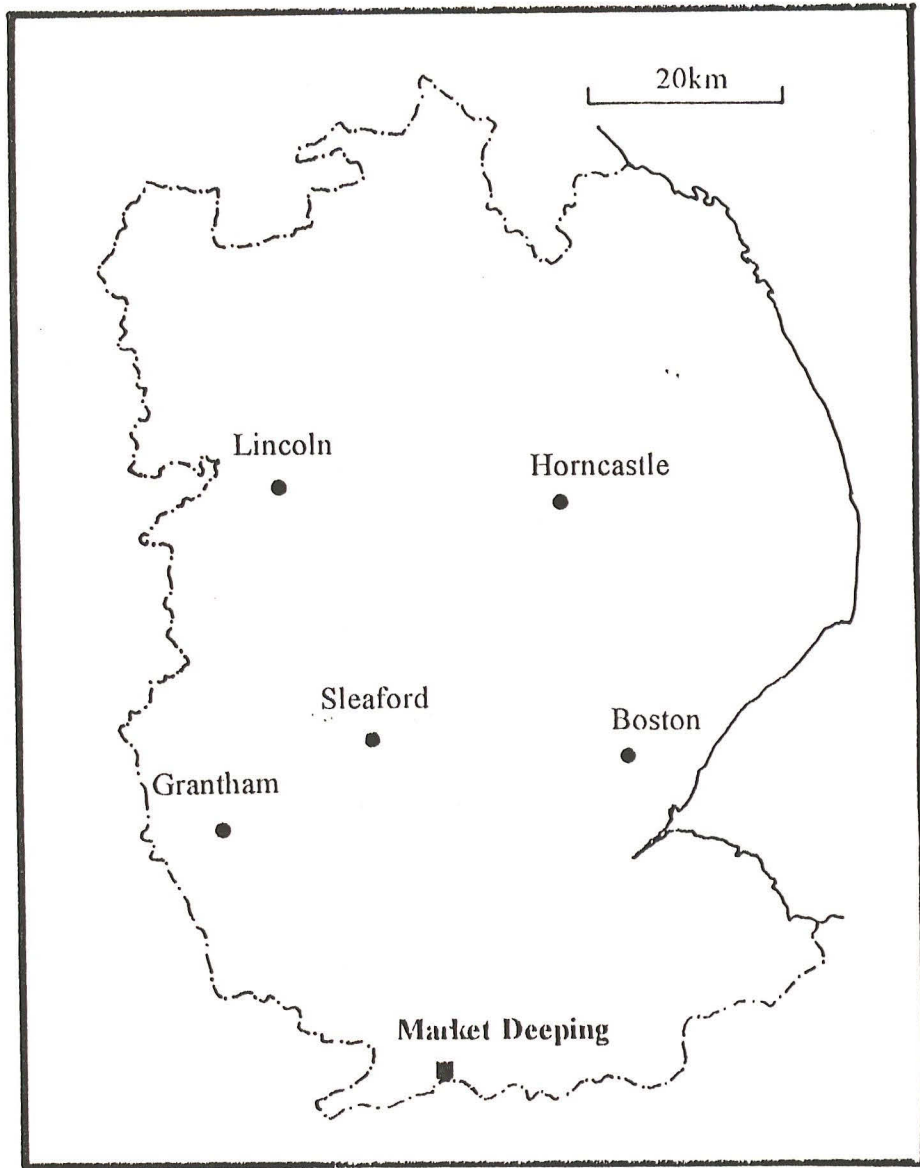 20km
Lincoln
Horncastle
Sleaford
Boston
Grantham
Market Deeping